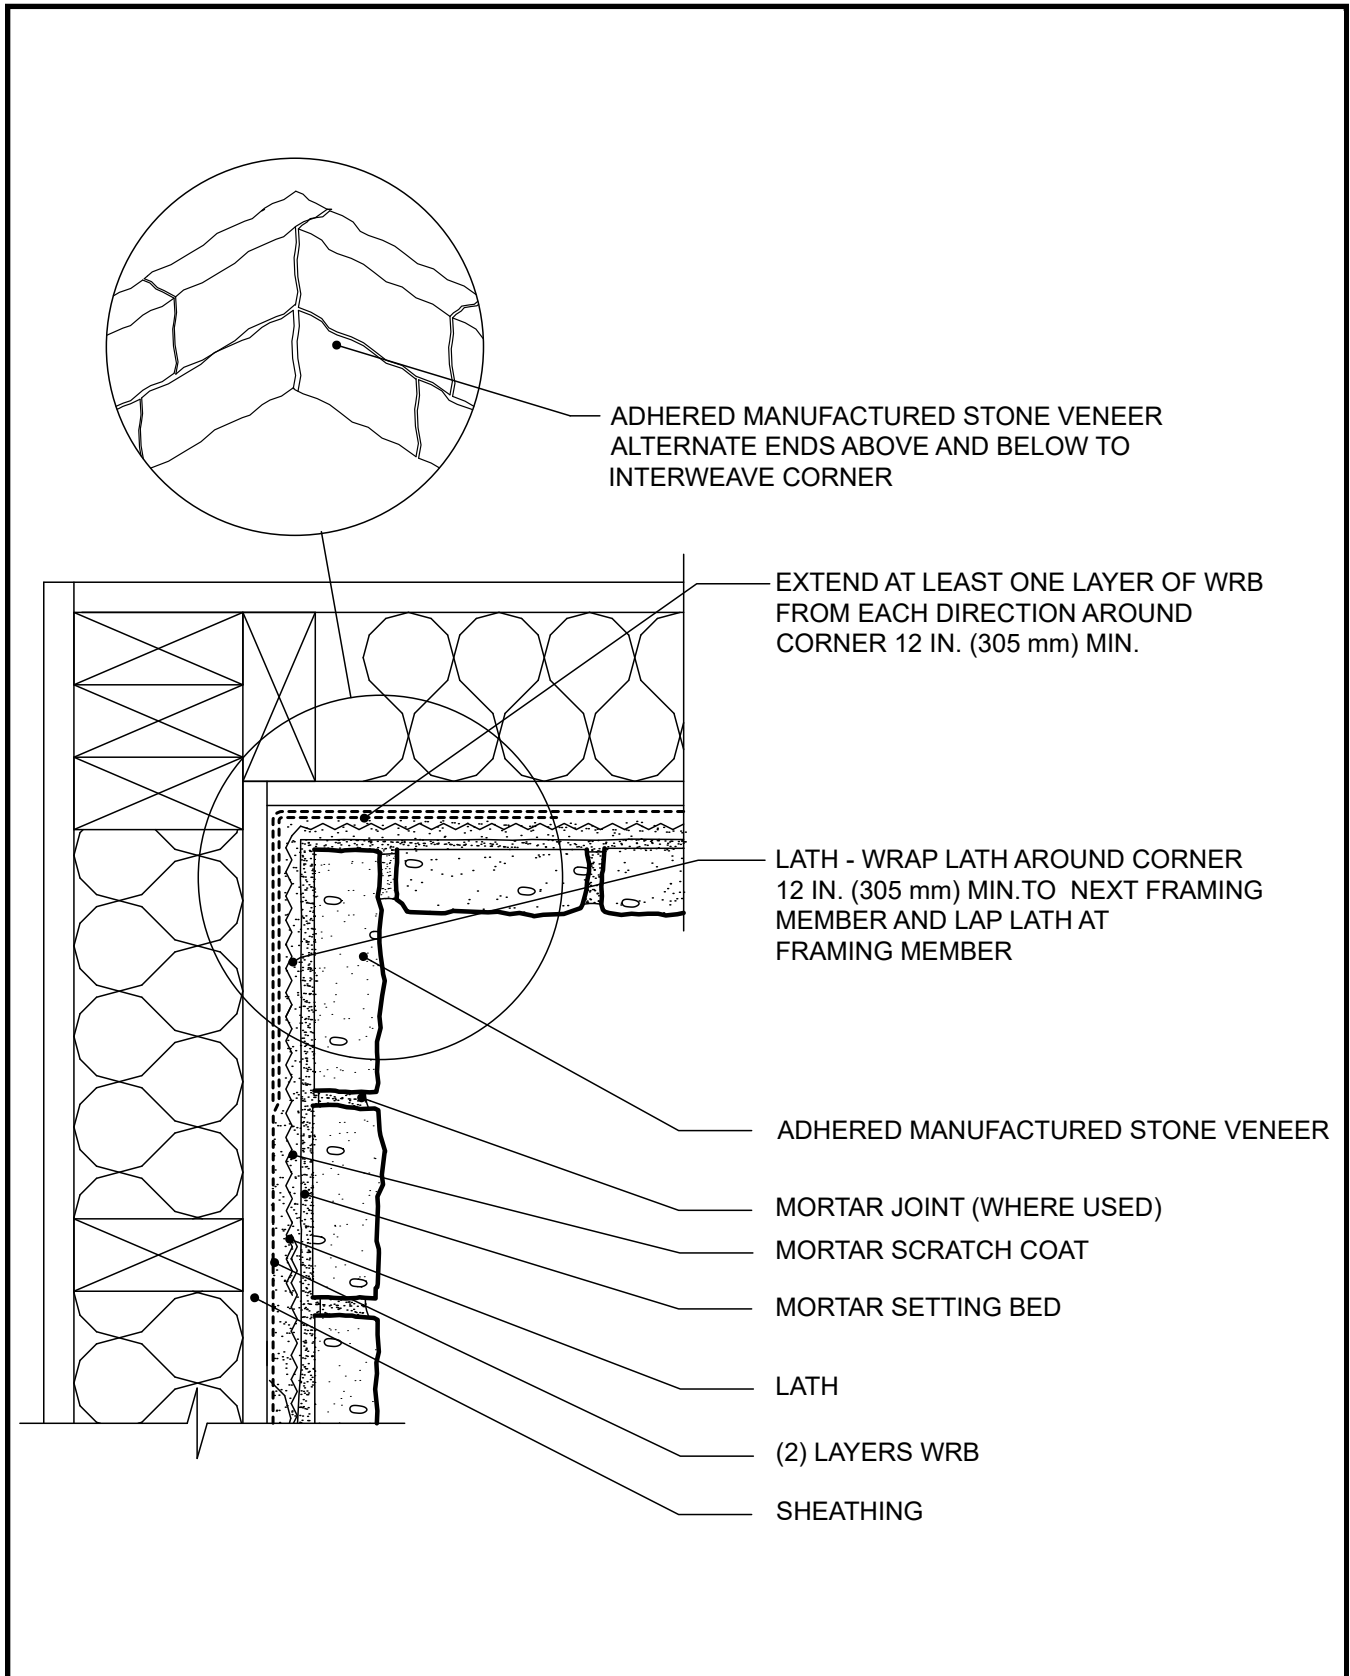 ADHERED MANUFACTURED STONE VENEER
ALTERNATE ENDS ABOVE AND BELOW TO
INTERWEAVE CORNER
EXTEND AT LEAST ONE LAYER OF WRB
FROM EACH DIRECTION AROUND
CORNER 12 IN. (305 mm) MIN.
LATH - WRAP LATH AROUND CORNER
12 IN. (305 mm) MIN.TO NEXT FRAMING
MEMBER AND LAP LATH AT
FRAMING MEMBER
ADHERED MANUFACTURED STONE VENEER
MORTAR JOINT (WHERE USED)
MORTAR SCRATCH COAT
MORTAR SETTING BED
LATH
(2) LAYERS WRB
SHEATHING